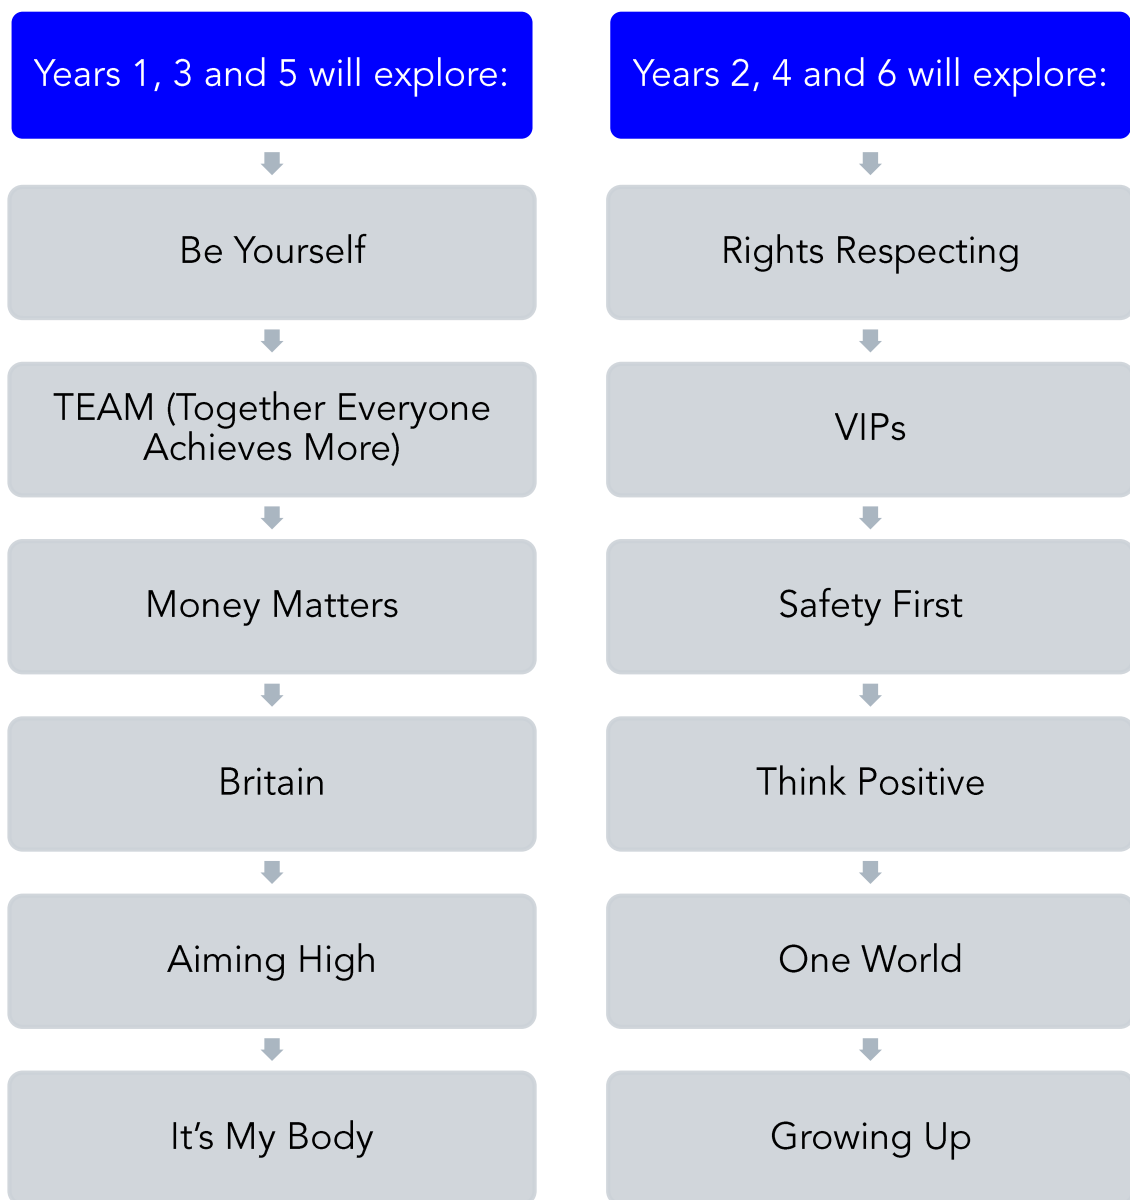 Years 1, 3 and 5 will explore:
Be Yourself
TEAM (Together Everyone
Achieves More)
Money Matters
Britain
Aiming High
It’s My Body
Years 2, 4 and 6 will explore:
Rights Respecting
VIPs
Safety First
Think Positive
One World
Growing Up